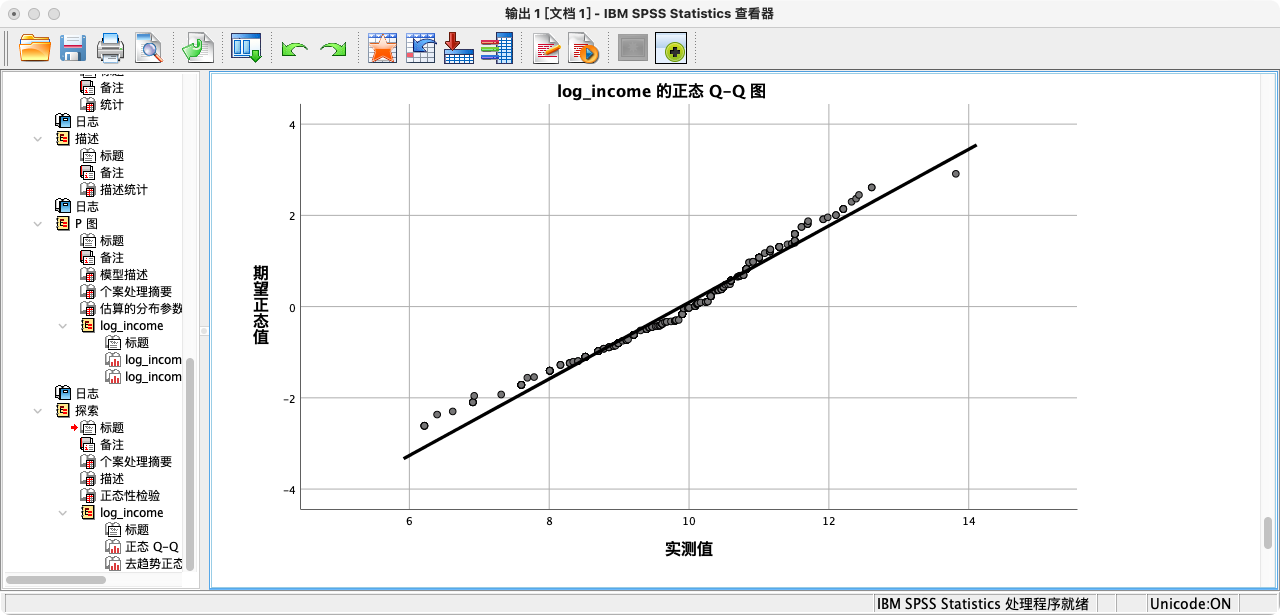 输出 1 [文档 1] - IBM SPSS Statistics 查看器
标题
备注
统计
日志
描述
标题
备注
描述统计
日志
P 图
标题
备注
模型描述
个案处理摘要
估算的分布参数
log_income
标题
log_incom
log_incom
日志
探索
标题
备注
个案处理摘要
描述
正态性检验
log_income
标题
正态 Q-Q
去趋势正态
log_income 的正态 Q-Q 图
期望正态值
4
2
0
-2
-4
6 8 10 12 14
实测值
IBM SPSS Statistics 处理程序就绪
Unicode:ON